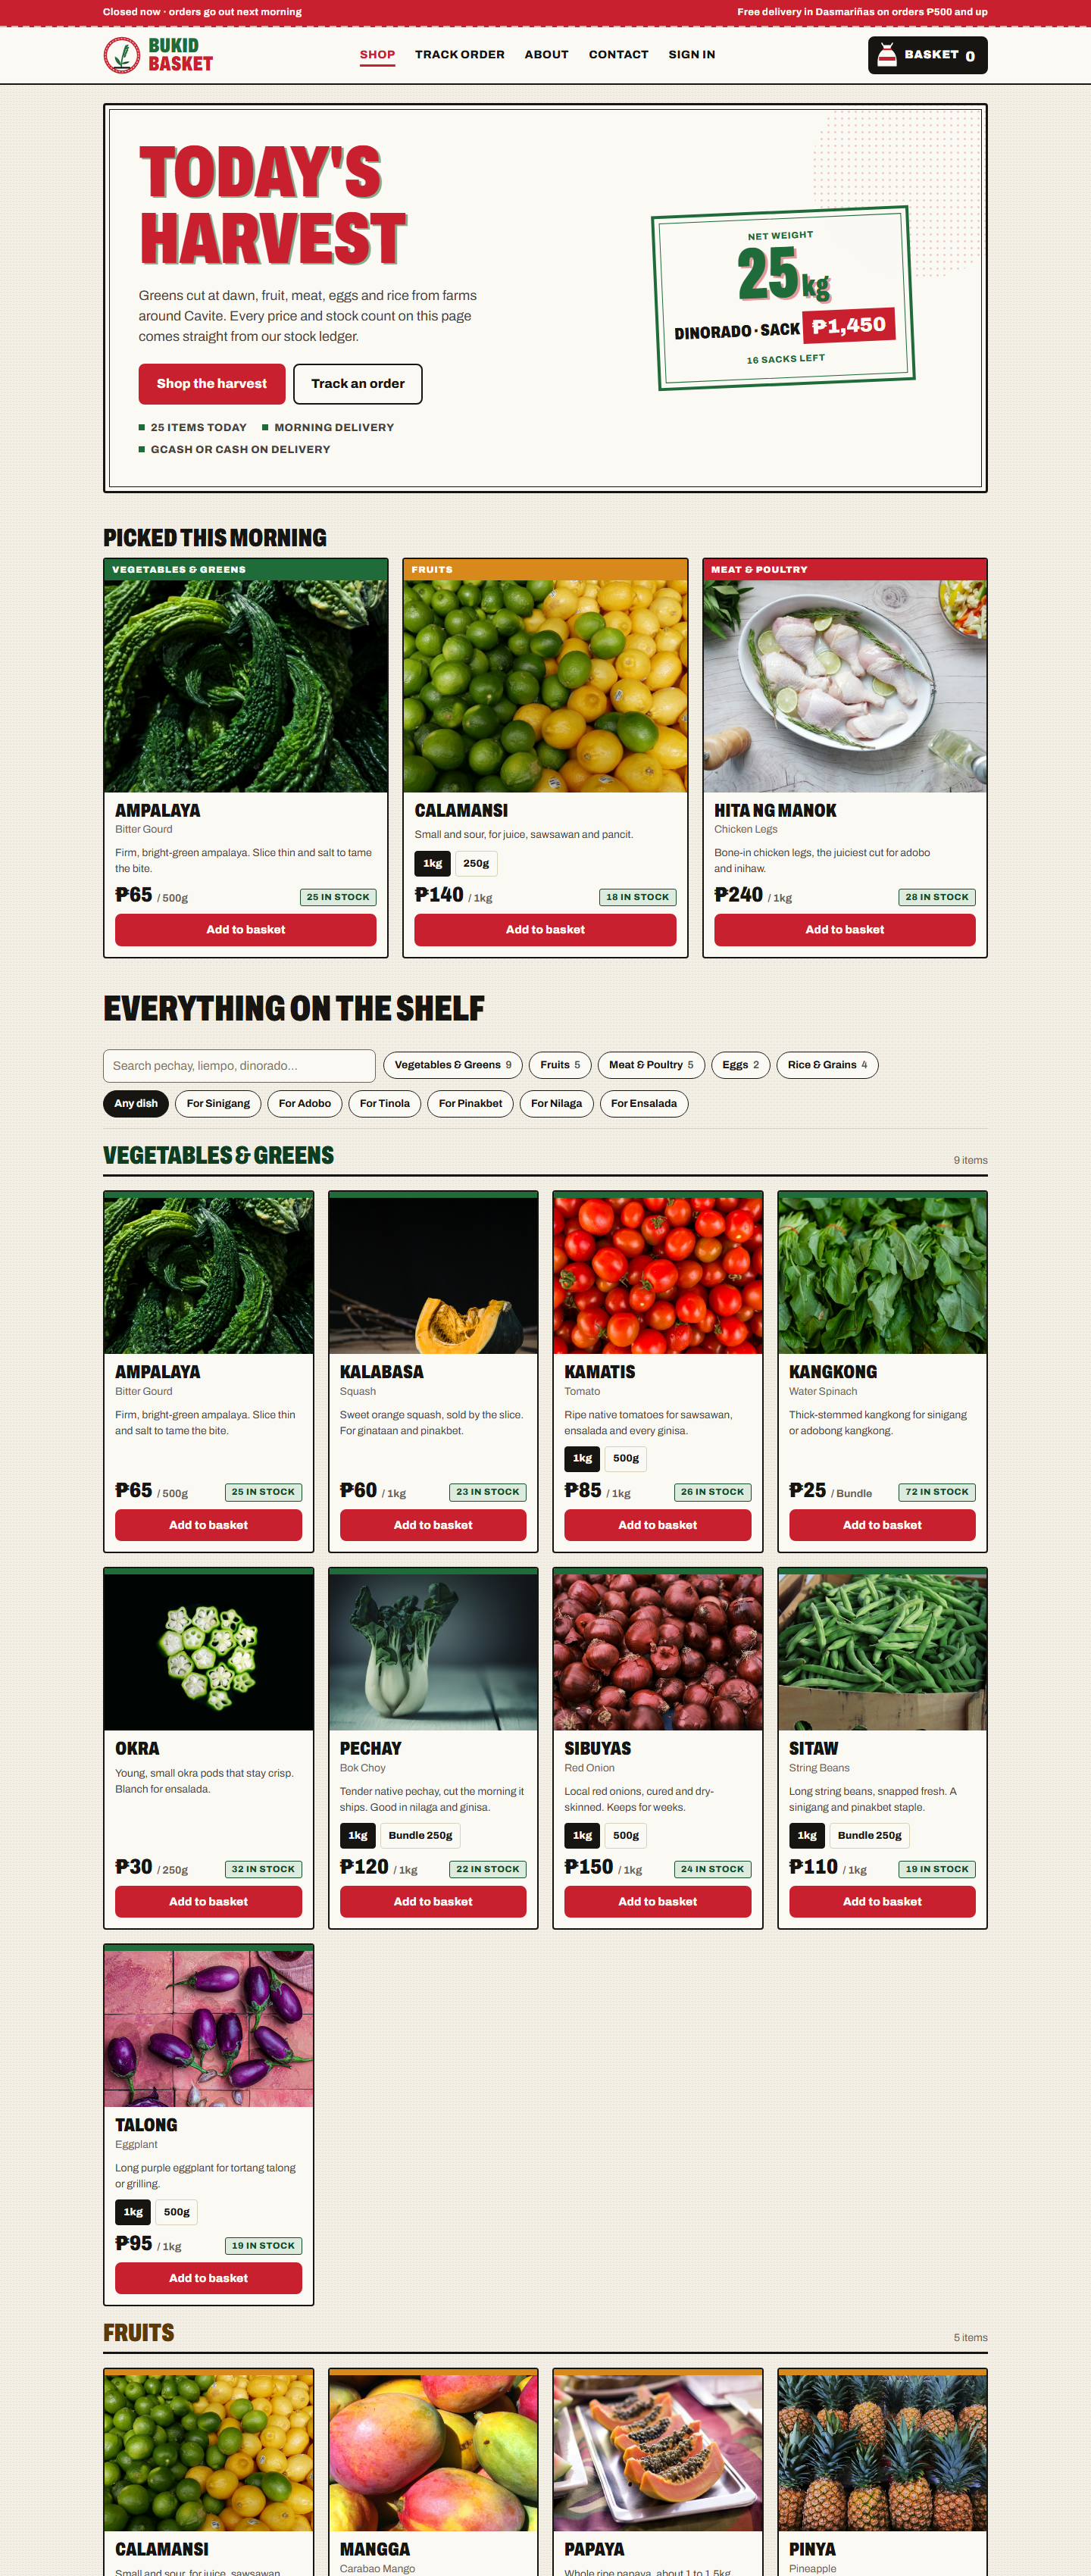 Closed now · orders go out next morning
Free delivery in Dasmariñas on orders ₱500 and up
BUKID
BASKET
SHOP
TRACK ORDER
ABOUT
CONTACT
SIGN IN
BASKET 0
TODAY'S
HARVEST
Greens cut at dawn, fruit, meat, eggs and rice from farms
around Cavite. Every price and stock count on this page
comes straight from our stock ledger.
Shop the harvest
Track an order
25 ITEMS TODAY
MORNING DELIVERY
GCASH OR CASH ON DELIVERY
NET WEIGHT
25kg
DINORADO · SACK ₱1,450
16 SACKS LEFT
PICKED THIS MORNING
VEGETABLES & GREENS
AMPALAYA
Bitter Gourd
Firm, bright-green ampalaya. Slice thin and salt to tame
the bite.
₱65 / 500g
25 IN STOCK
Add to basket
FRUITS
CALAMANSI
Small and sour, for juice, sawsawan and pancit.
1kg
250g
₱140 / 1kg
18 IN STOCK
Add to basket
MEAT & POULTRY
HITA NG MANOK
Chicken Legs
Bone-in chicken legs, the juiciest cut for adobo
and inihaw.
₱240 / 1kg
28 IN STOCK
Add to basket
EVERYTHING ON THE SHELF
Search pechay, liempo, dinorado...
Vegetables & Greens 9
Fruits 5
Meat & Poultry 5
Eggs 2
Rice & Grains 4
Any dish
For Sinigang
For Adobo
For Tinola
For Pinakbet
For Nilaga
For Ensalada
VEGETABLES & GREENS
9 items
AMPALAYA
Bitter Gourd
Firm, bright-green ampalaya. Slice thin
and salt to tame the bite.
₱65 / 500g
25 IN STOCK
Add to basket
KALABASA
Squash
Sweet orange squash, sold by the slice.
For ginataan and pinakbet.
₱60 / 1kg
23 IN STOCK
Add to basket
KAMATIS
Tomato
Ripe native tomatoes for sawsawan,
ensalada and every ginisa.
1kg
500g
₱85 / 1kg
26 IN STOCK
Add to basket
KANGKONG
Water Spinach
Thick-stemmed kangkong for sinigang
or adobong kangkong.
₱25 / Bundle
72 IN STOCK
Add to basket
OKRA
Young, small okra pods that stay crisp.
Blanch for ensalada.
₱30 / 250g
32 IN STOCK
Add to basket
PECHAY
Bok Choy
Tender native pechay, cut the morning it
ships. Good in nilaga and ginisa.
1kg
Bundle 250g
₱120 / 1kg
22 IN STOCK
Add to basket
SIBUYAS
Red Onion
Local red onions, cured and dry-
skinned. Keeps for weeks.
1kg
500g
₱150 / 1kg
24 IN STOCK
Add to basket
SITAW
String Beans
Long string beans, snapped fresh. A
sinigang and pinakbet staple.
1kg
Bundle 250g
₱110 / 1kg
19 IN STOCK
Add to basket
TALONG
Eggplant
Long purple eggplant for tortang talong
or grilling.
1kg
500g
₱95 / 1kg
19 IN STOCK
Add to basket
FRUITS
5 items
CALAMANSI
Small and sour, for juice, sawsawan
MANGGA
Carabao Mango
PAPAYA
Whole ripe papaya, about 1 to 1.5kg
PINYA
Pineapple